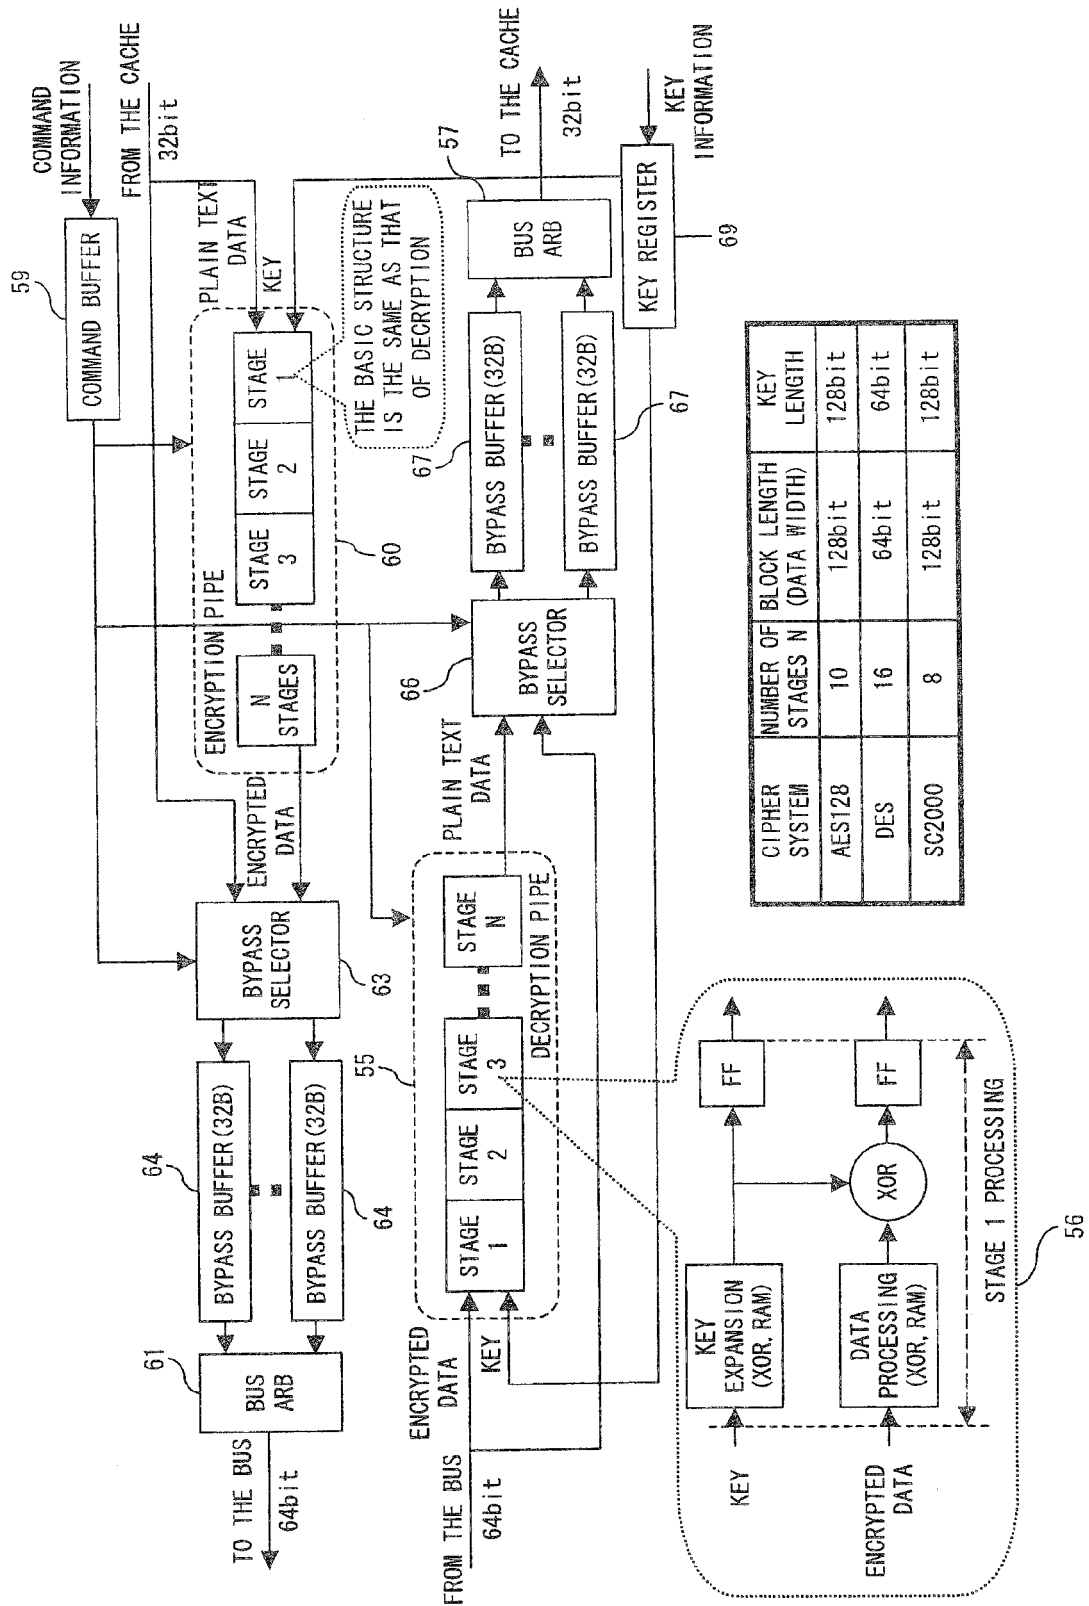 59
COMMAND BUFFER
COMMAND
INFORMATION
FROM THE CACHE
32bit
PLAIN TEXT
DATA
KEY
ENCRYPTION PIPE
N
STAGES
STAGE
3
STAGE
2
STAGE
1
60
THE BASIC STRUCTURE
IS THE SAME AS THAT
OF DECRYPTION
ENCRYPTED
DATA
BYPASS
SELECTOR
63
64
BYPASS BUFFER(32B)
BYPASS BUFFER(32B)
64
61
BUS
ARB
TO THE BUS
64bit
FROM THE BUS
64bit
ENCRYPTED
DATA
KEY
55
STAGE
1
STAGE
2
STAGE
3
STAGE
N
DECRYPTION PIPE
PLAIN TEXT
DATA
66
BYPASS
SELECTOR
67
BYPASS BUFFER(32B)
BYPASS BUFFER(32B)
67
57
BUS
ARB
TO THE CACHE
32bit
KEY REGISTER
69
KEY
INFORMATION
KEY
KEY
EXPANSION
(XOR, RAM)
FF
ENCRYPTED
DATA
DATA
PROCESSING
(XOR, RAM)
XOR
FF
STAGE 1 PROCESSING
56
CIPHER SYSTEM NUMBER OF STAGES N BLOCK LENGTH (DATA WIDTH) KEY LENGTH
AES128 10 128bit 128bit
DES 16 64bit 64bit
SC2000 8 128bit 128bit